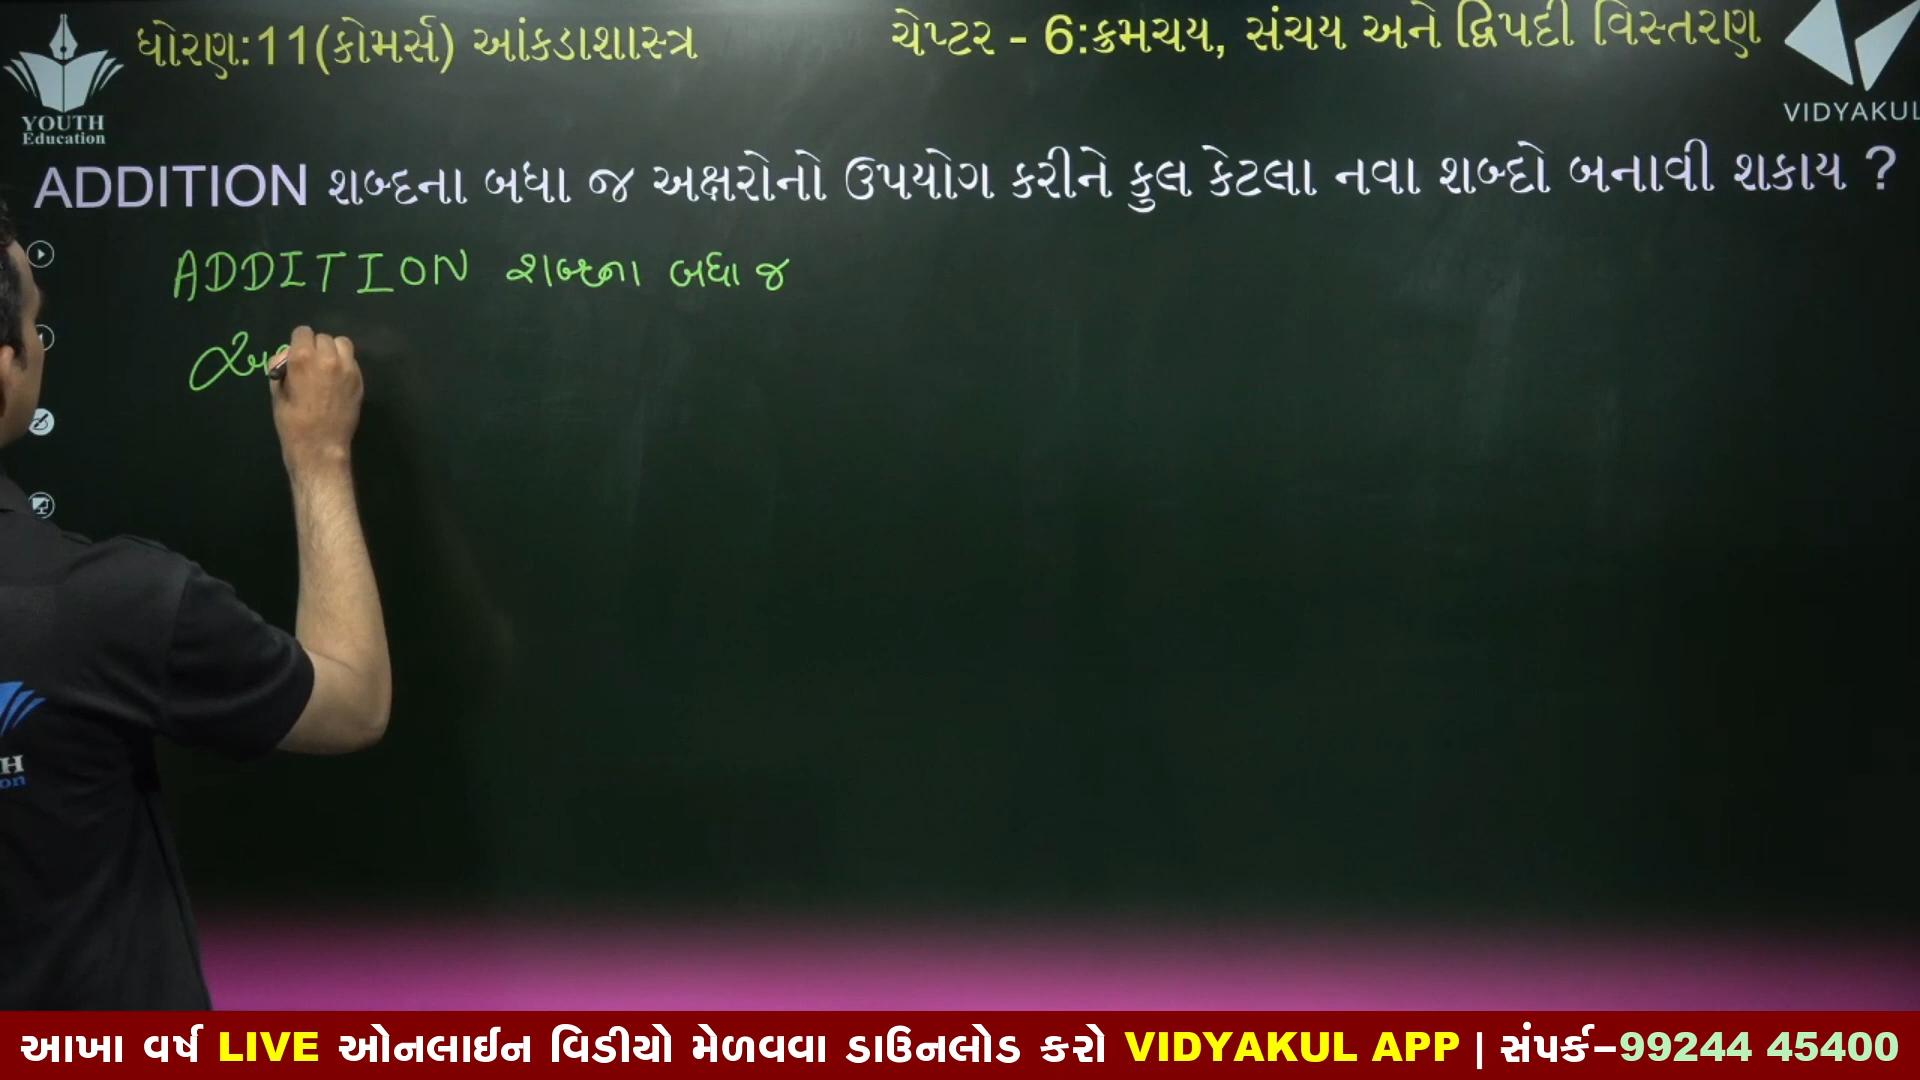 ધોરણ:11(કોમર્સ) આંકડાશાસ્ત્ર
ચેપ્ટર - 6:ક્રમચય, સંચય અને દ્વિપદી વિસ્તરણ
YOUTH
Education
VIDYAKUL
ADDITION શબ્દના બધા જ અક્ષરોનો ઉપયોગ કરીને કુલ કેટલા નવા શબ્દો બનાવી શકાય ?
ADDITION શબ્દના બધા જ
આખા વર્ષ LIVE ઓનલાઈન વિડીયો મેળવવા ડાઉનલોડ કરો VIDYAKUL APP | સંપર્ક–99244 45400